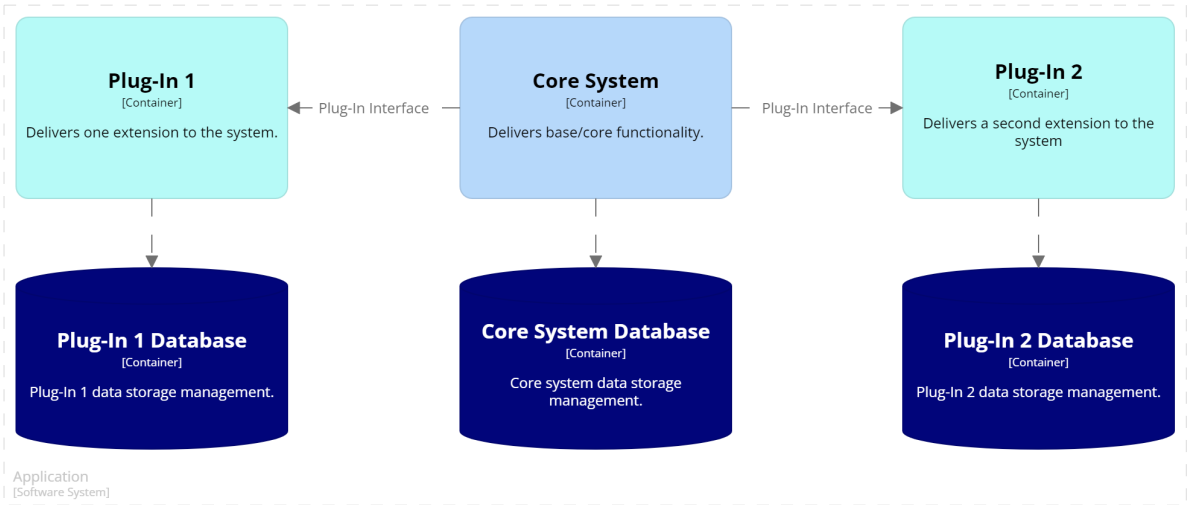 Plug-In 1
[Container]
Delivers one extension to the system.
Plug-In Interface
Core System
[Container]
Delivers base/core functionality.
Plug-In Interface
Plug-In 2
[Container]
Delivers a second extension to the
system
Plug-In 1 Database
[Container]
Plug-In 1 data storage management.
Core System Database
[Container]
Core system data storage
management.
Plug-In 2 Database
[Container]
Plug-In 2 data storage management.
Application
[Software System]